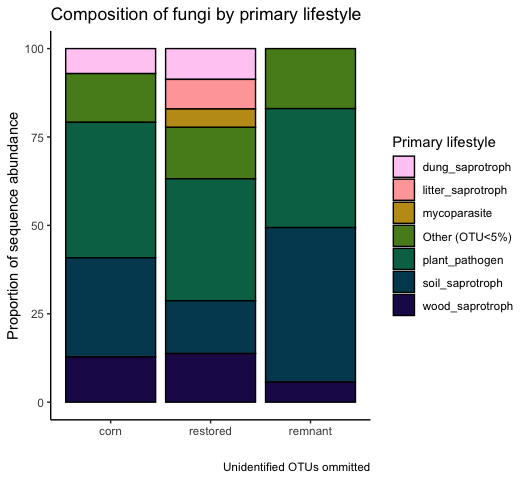 Composition of fungi by primary lifestyle
Proportion of sequence abundance
100
75
50
25
0
corn
restored
remnant
Primary lifestyle
dung_saprotroph
litter_saprotroph
mycoparasite
Other (OTU<5%)
plant_pathogen
soil_saprotroph
wood_saprotroph
Unidentified OTUs ommitted